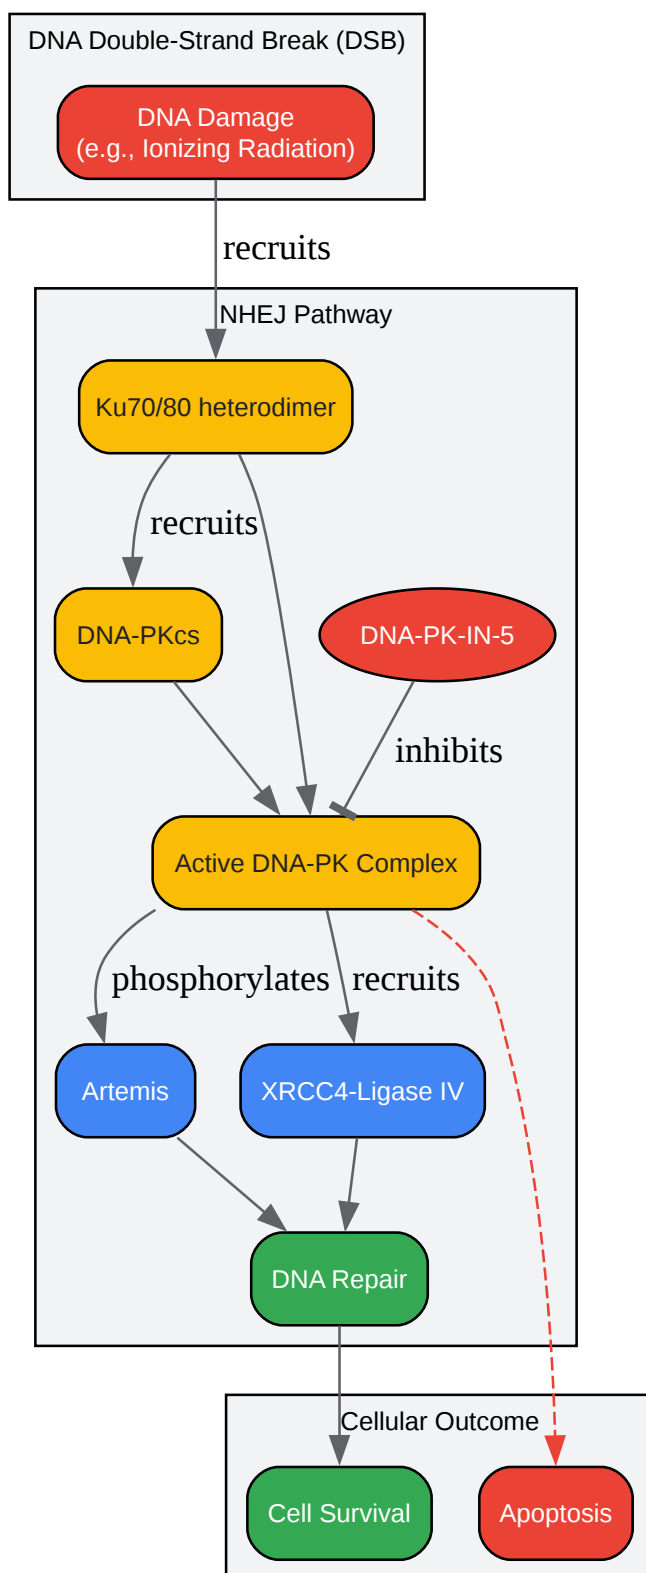 DNA Double-Strand Break (DSB)
DNA Damage
(e.g., Ionizing Radiation)
recruits
NHEJ Pathway
Ku70/80 heterodimer
recruits
DNA-PKcs
DNA-PK-IN-5
inhibits
Active DNA-PK Complex
phosphorylates
recruits
Artemis
XRCC4-Ligase IV
DNA Repair
Cellular Outcome
Cell Survival
Apoptosis